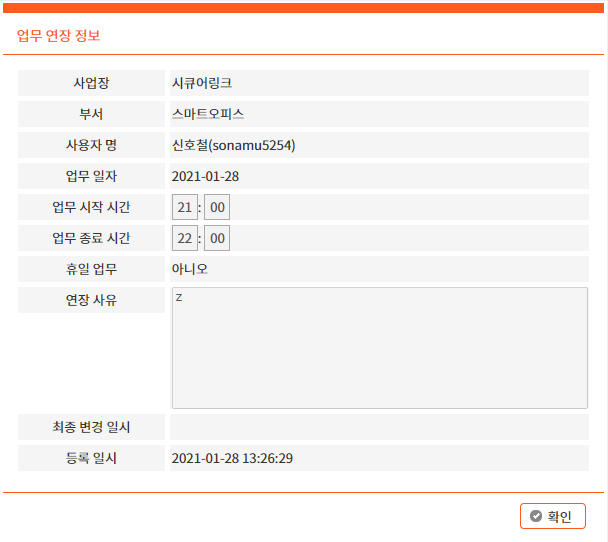 업무 연장 정보
사업장 시큐어링크
부서 스마트오피스
사용자 명 신호철(sonamu5254)
업무 일자 2021-01-28
업무 시작 시간 21 : 00
업무 종료 시간 22 : 00
휴일 업무 아니오
연장 사유 z
최종 변경 일시
등록 일시 2021-01-28 13:26:29
확인